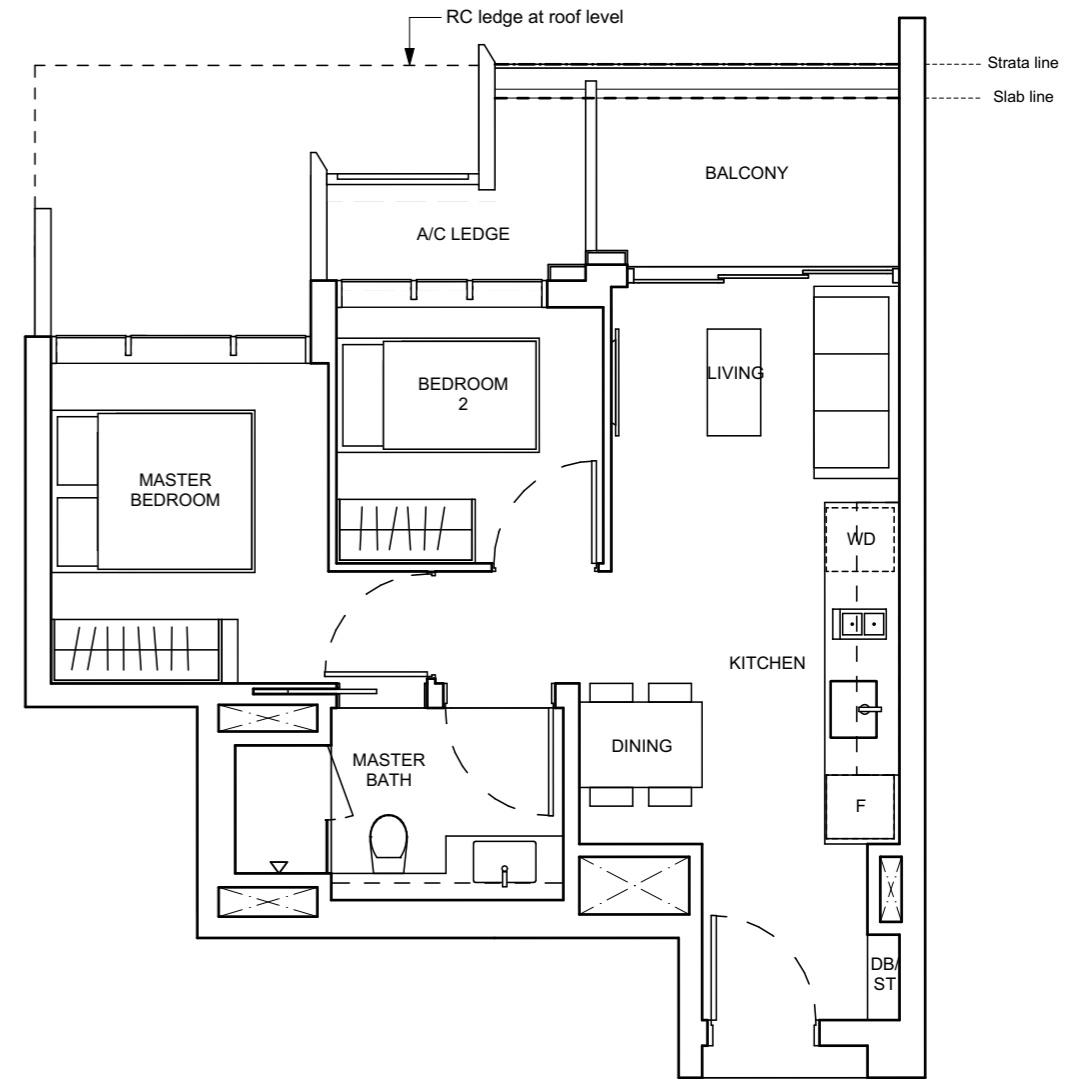 RC ledge at roof level
Strata line
Slab line
BALCONY
A/C LEDGE
LIVING
BEDROOM
2
MASTER
BEDROOM
WD
KITCHEN
DINING
MASTER
BATH
F
DB/
ST